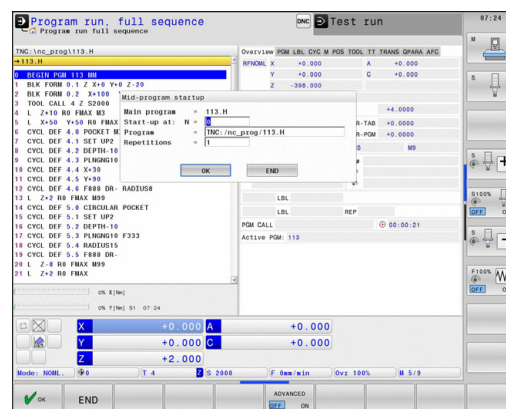 Program run, full sequence
Program run full sequence
DNC
Test run
07:24
TNC:\nc_prog\113.H
→113.H
0 BEGIN PGM 113 MM
1 BLK FORM 0.1 Z X+0 Y+0 Z-20
2 BLK FORM 0.2 X+100
3 TOOL CALL 4 Z S2000
4 L Z+10 R0 FMAX M3
5 L X+50 Y+50 R0 FMAX
6 CYCL DEF 4.0 POCKET M
7 CYCL DEF 4.1 SET UP2
8 CYCL DEF 4.2 DEPTH-10
9 CYCL DEF 4.3 PLNGNG10
10 CYCL DEF 4.4 X+30
11 CYCL DEF 4.5 Y+90
12 CYCL DEF 4.6 F888 DR- RADIUS8
13 L Z+2 R0 FMAX M99
14 CYCL DEF 5.0 CIRCULAR POCKET
15 CYCL DEF 5.1 SET UP2
16 CYCL DEF 5.2 DEPTH-10
17 CYCL DEF 5.3 PLNGNG10 F333
18 CYCL DEF 5.4 RADIUS15
19 CYCL DEF 5.5 F888 DR-
20 L Z-8 R0 FMAX M99
21 L Z+2 R0 FMAX
Overview PGM LBL CYC M POS TOOL TT TRANS QPARA AFC
RFNOML X +0.000 A +0.000
Y +0.000 C +0.000
Z -398.000
+4.0000
R-TAB +0.0000
R-PGM +0.0000
M9
LBL
LBL REP
PGM CALL 00:00:21
Active PGM: 113
Mid-program startup
Main program = 113.H
Start-up at: N = 0
Program = TNC:/nc_prog/113.H
Repetitions = 1
OK END
0% X[Nm]
0% Y[Nm] S1 07:24
X +0.000 A +0.000
Y +0.000 C +0.000
Z +2.000
Mode: NOML. 0 T 4 Z S 2000 F 0mm/min Ovr 100% M 5/9
M
S
S
S100%
OFF
S
F100%
OFF
OK
END
ADVANCED
OFF ON